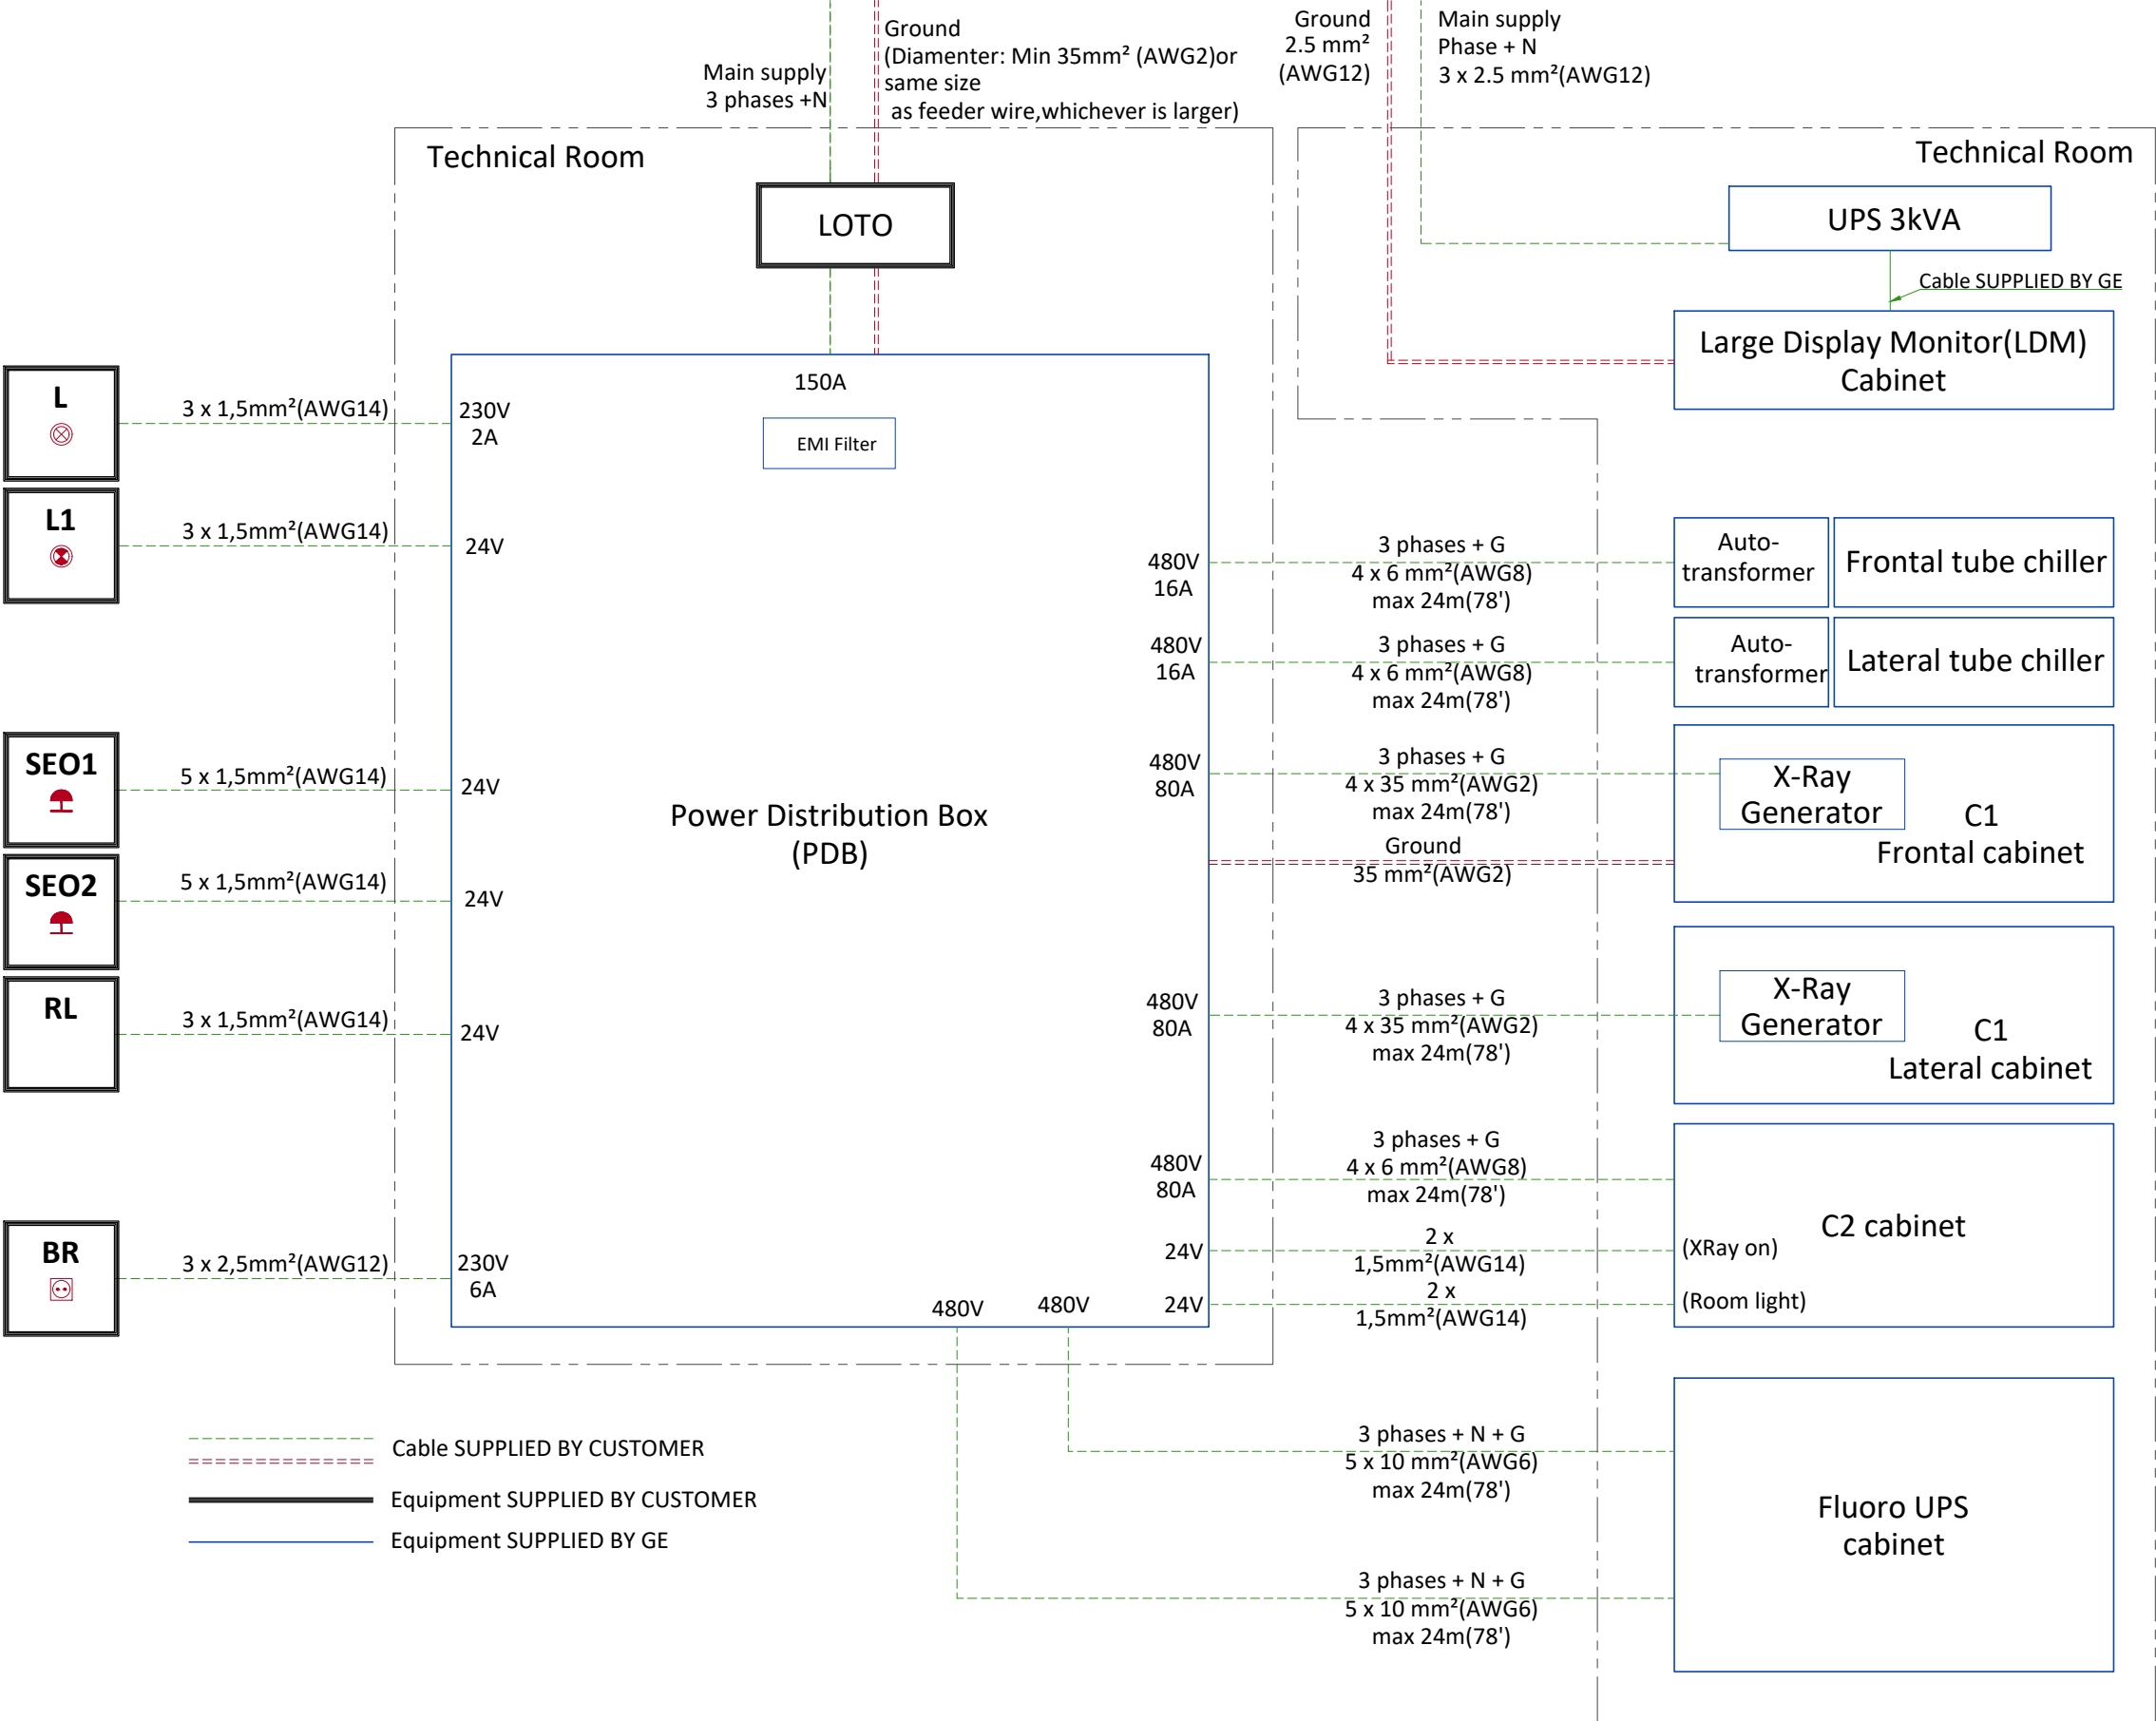 Ground
(Diamenter: Min 35mm² (AWG2)or
same size
as feeder wire,whichever is larger)
Main supply
3 phases +N
Ground
2.5 mm²
(AWG12)
Main supply
Phase + N
3 x 2.5 mm²(AWG12)
Technical Room
Technical Room
LOTO
UPS 3kVA
Cable SUPPLIED BY GE
Large Display Monitor(LDM)
Cabinet
150A
EMI Filter
L
3 x 1,5mm²(AWG14)
230V
2A
L1
3 x 1,5mm²(AWG14)
24V
SEO1
5 x 1,5mm²(AWG14)
24V
SEO2
5 x 1,5mm²(AWG14)
24V
RL
3 x 1,5mm²(AWG14)
24V
BR
3 x 2,5mm²(AWG12)
230V
6A
Power Distribution Box
(PDB)
480V
16A
3 phases + G
4 x 6 mm²(AWG8)
max 24m(78')
Auto-
transformer
Frontal tube chiller
480V
16A
3 phases + G
4 x 6 mm²(AWG8)
max 24m(78')
Auto-
transformer
Lateral tube chiller
480V
80A
3 phases + G
4 x 35 mm²(AWG2)
max 24m(78')
X-Ray
Generator
C1
Frontal cabinet
Ground
35 mm²(AWG2)
480V
80A
3 phases + G
4 x 35 mm²(AWG2)
max 24m(78')
X-Ray
Generator
C1
Lateral cabinet
480V
80A
3 phases + G
4 x 6 mm²(AWG8)
max 24m(78')
C2 cabinet
24V
2 x
1,5mm²(AWG14)
(XRay on)
24V
2 x
1,5mm²(AWG14)
(Room light)
480V
480V
3 phases + N + G
5 x 10 mm²(AWG6)
max 24m(78')
3 phases + N + G
5 x 10 mm²(AWG6)
max 24m(78')
Fluoro UPS
cabinet
Cable SUPPLIED BY CUSTOMER
Equipment SUPPLIED BY CUSTOMER
Equipment SUPPLIED BY GE